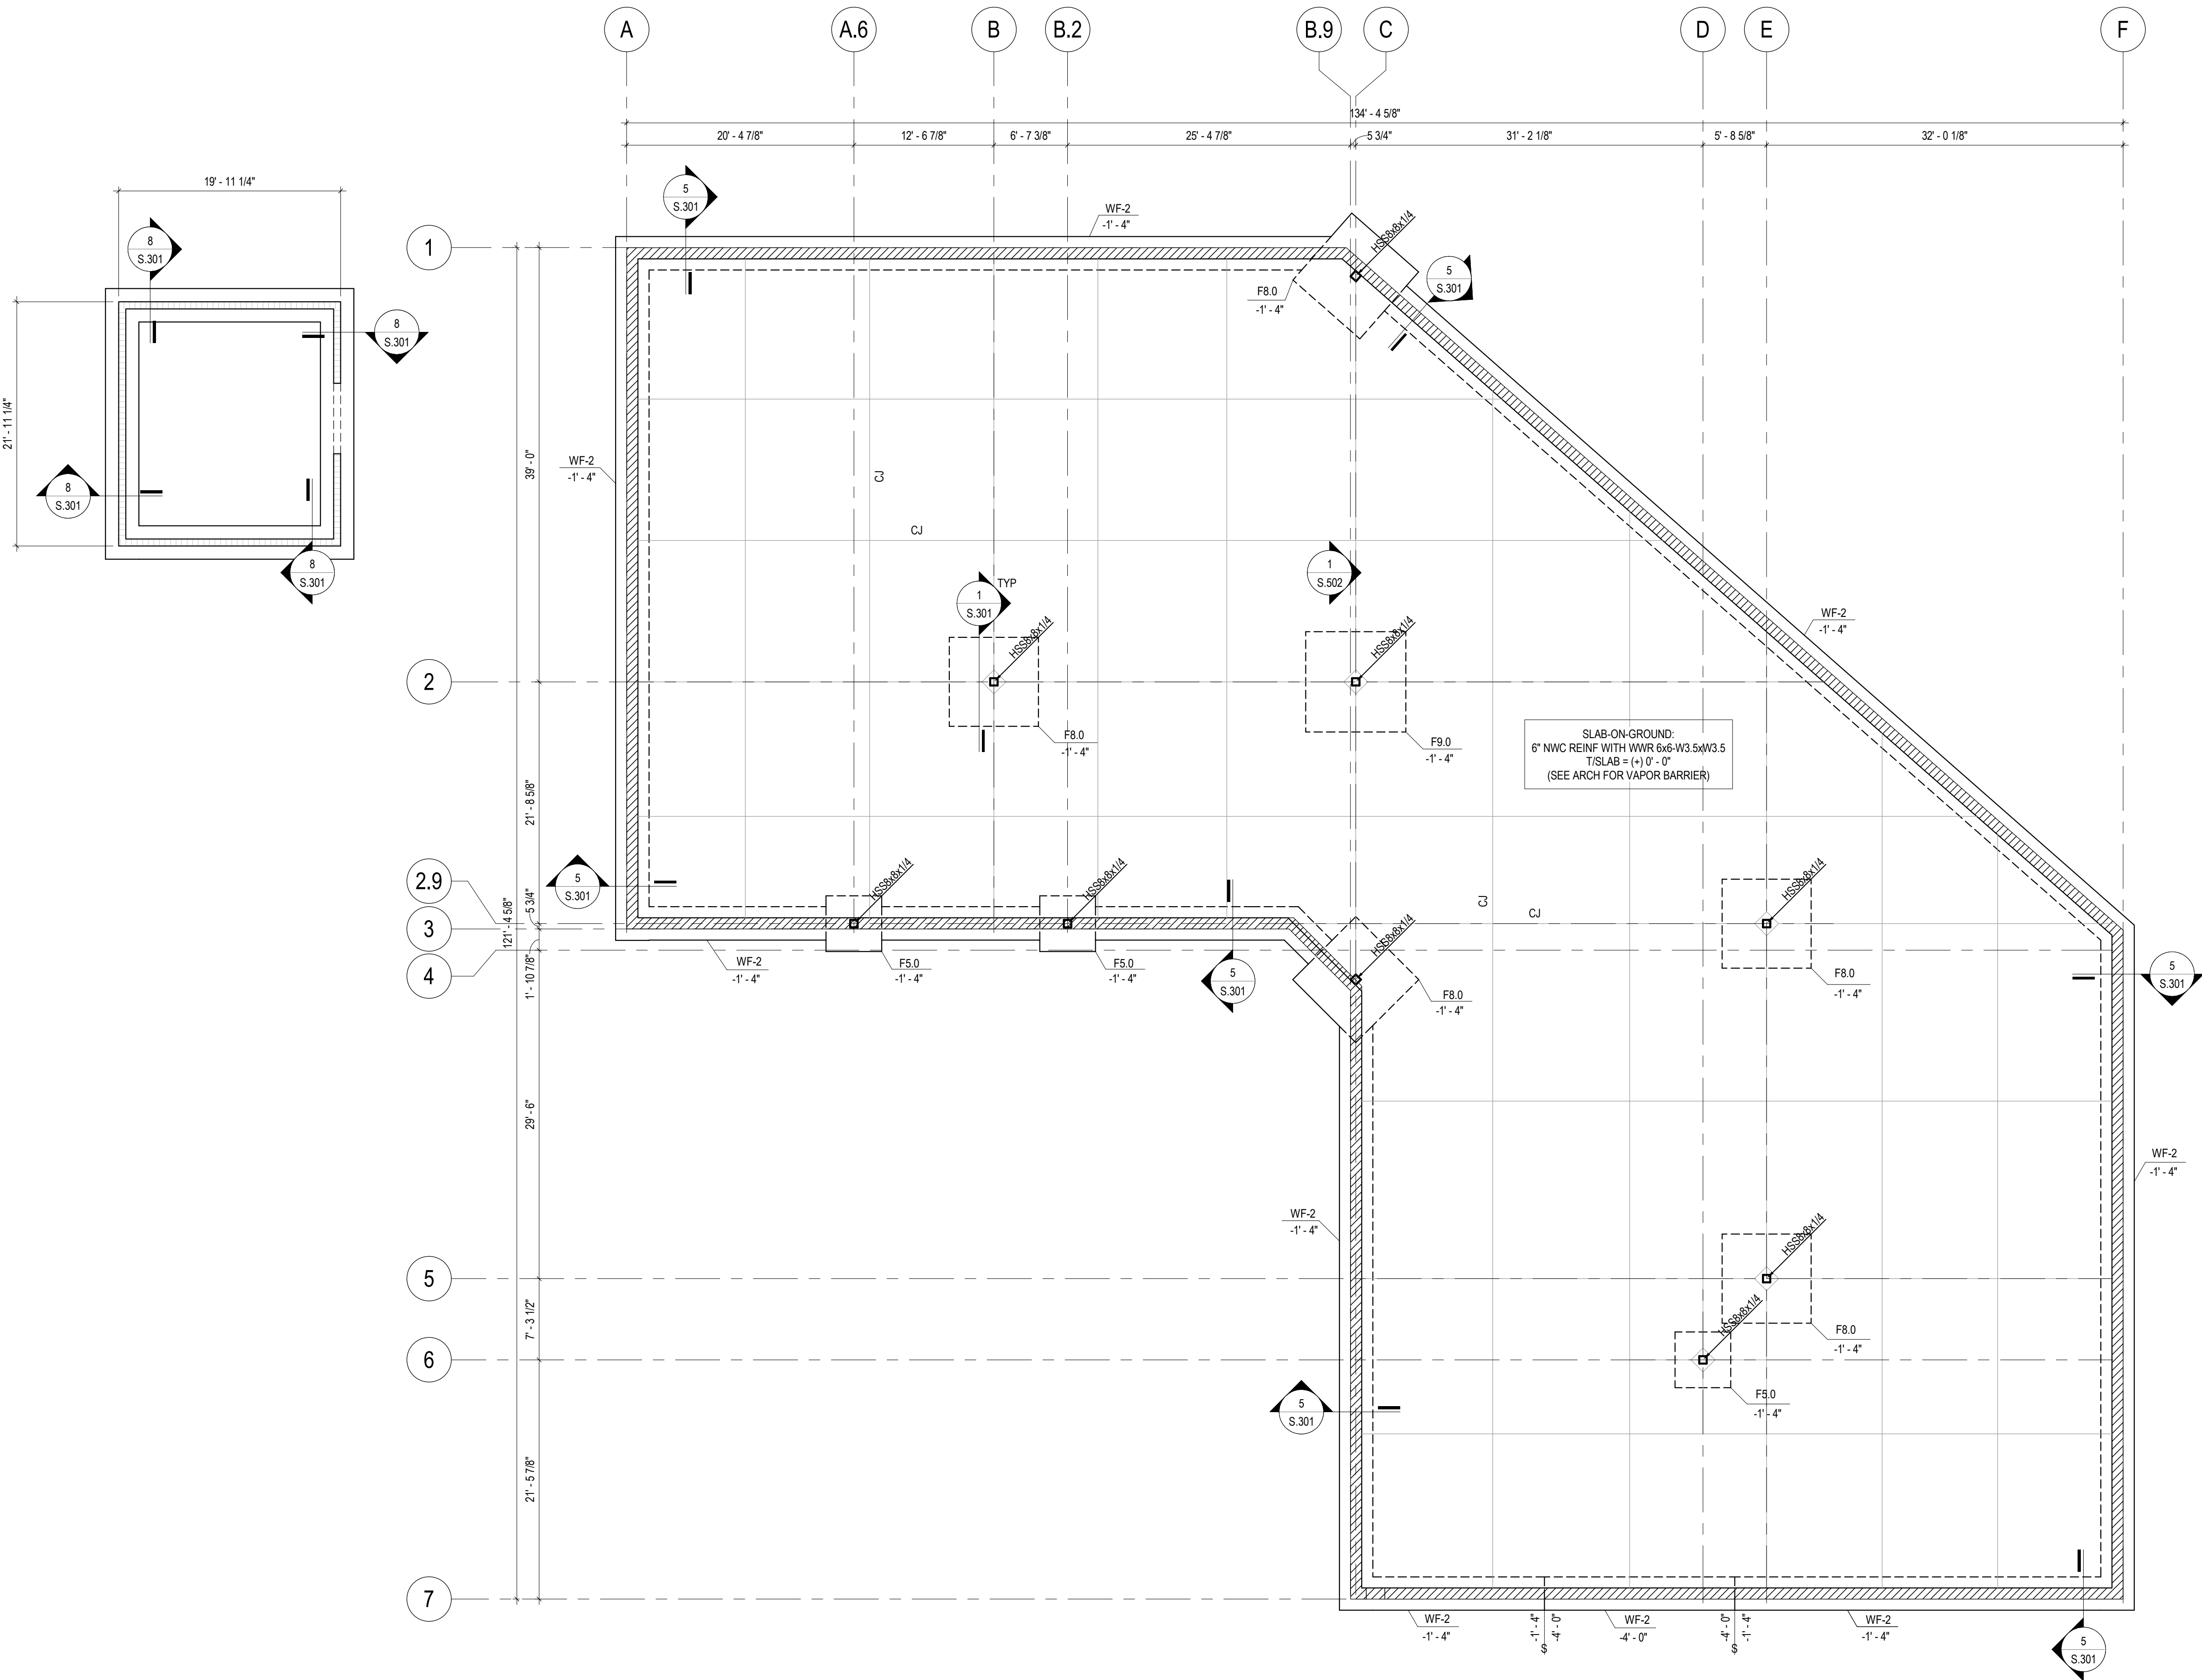 A
A.6
B
B.2
B.9
C
D
E
F
134' - 4 5/8"
20' - 4 7/8"
12' - 6 7/8"
6' - 7 3/8"
25' - 4 7/8"
5 3/4"
31' - 2 1/8"
5' - 8 5/8"
32' - 0 1/8"
19' - 11 1/4"
21' - 11 1/4"
8
S.301
8
S.301
8
S.301
8
S.301
1
2
2.9
3
4
5
6
7
39' - 0"
21' - 8 5/8"
5 3/4"
121' - 4 5/8"
1' - 10 7/8"
29' - 6"
7' - 3 1/2"
21' - 5 7/8"
5
S.301
WF-2
-1' - 4"
HSS8x8x1/4
F8.0
-1' - 4"
5
S.301
WF-2
-1' - 4"
CJ
CJ
1
S.301
TYP
HSS8x8x1/4
F8.0
-1' - 4"
1
S.502
HSS8x8x1/4
F9.0
-1' - 4"
WF-2
-1' - 4"
SLAB-ON-GROUND:
6" NWC REINF WITH WWR 6x6-W3.5xW3.5
T/SLAB = (+) 0' - 0"
(SEE ARCH FOR VAPOR BARRIER)
5
S.301
HSS8x8x1/4
HSS8x8x1/4
WF-2
-1' - 4"
F5.0
-1' - 4"
F5.0
-1' - 4"
5
S.301
HSS8x8x1/4
F8.0
-1' - 4"
CJ
CJ
HSS8x8x1/4
F8.0
-1' - 4"
5
S.301
WF-2
-1' - 4"
WF-2
-1' - 4"
HSS8x8x1/4
F8.0
-1' - 4"
HSS8x8x1/4
F5.0
-1' - 4"
5
S.301
WF-2
-1' - 4"
-1' - 4"
-4' - 0"
S
WF-2
-4' - 0"
-4' - 0"
-1' - 4"
S
WF-2
-1' - 4"
5
S.301